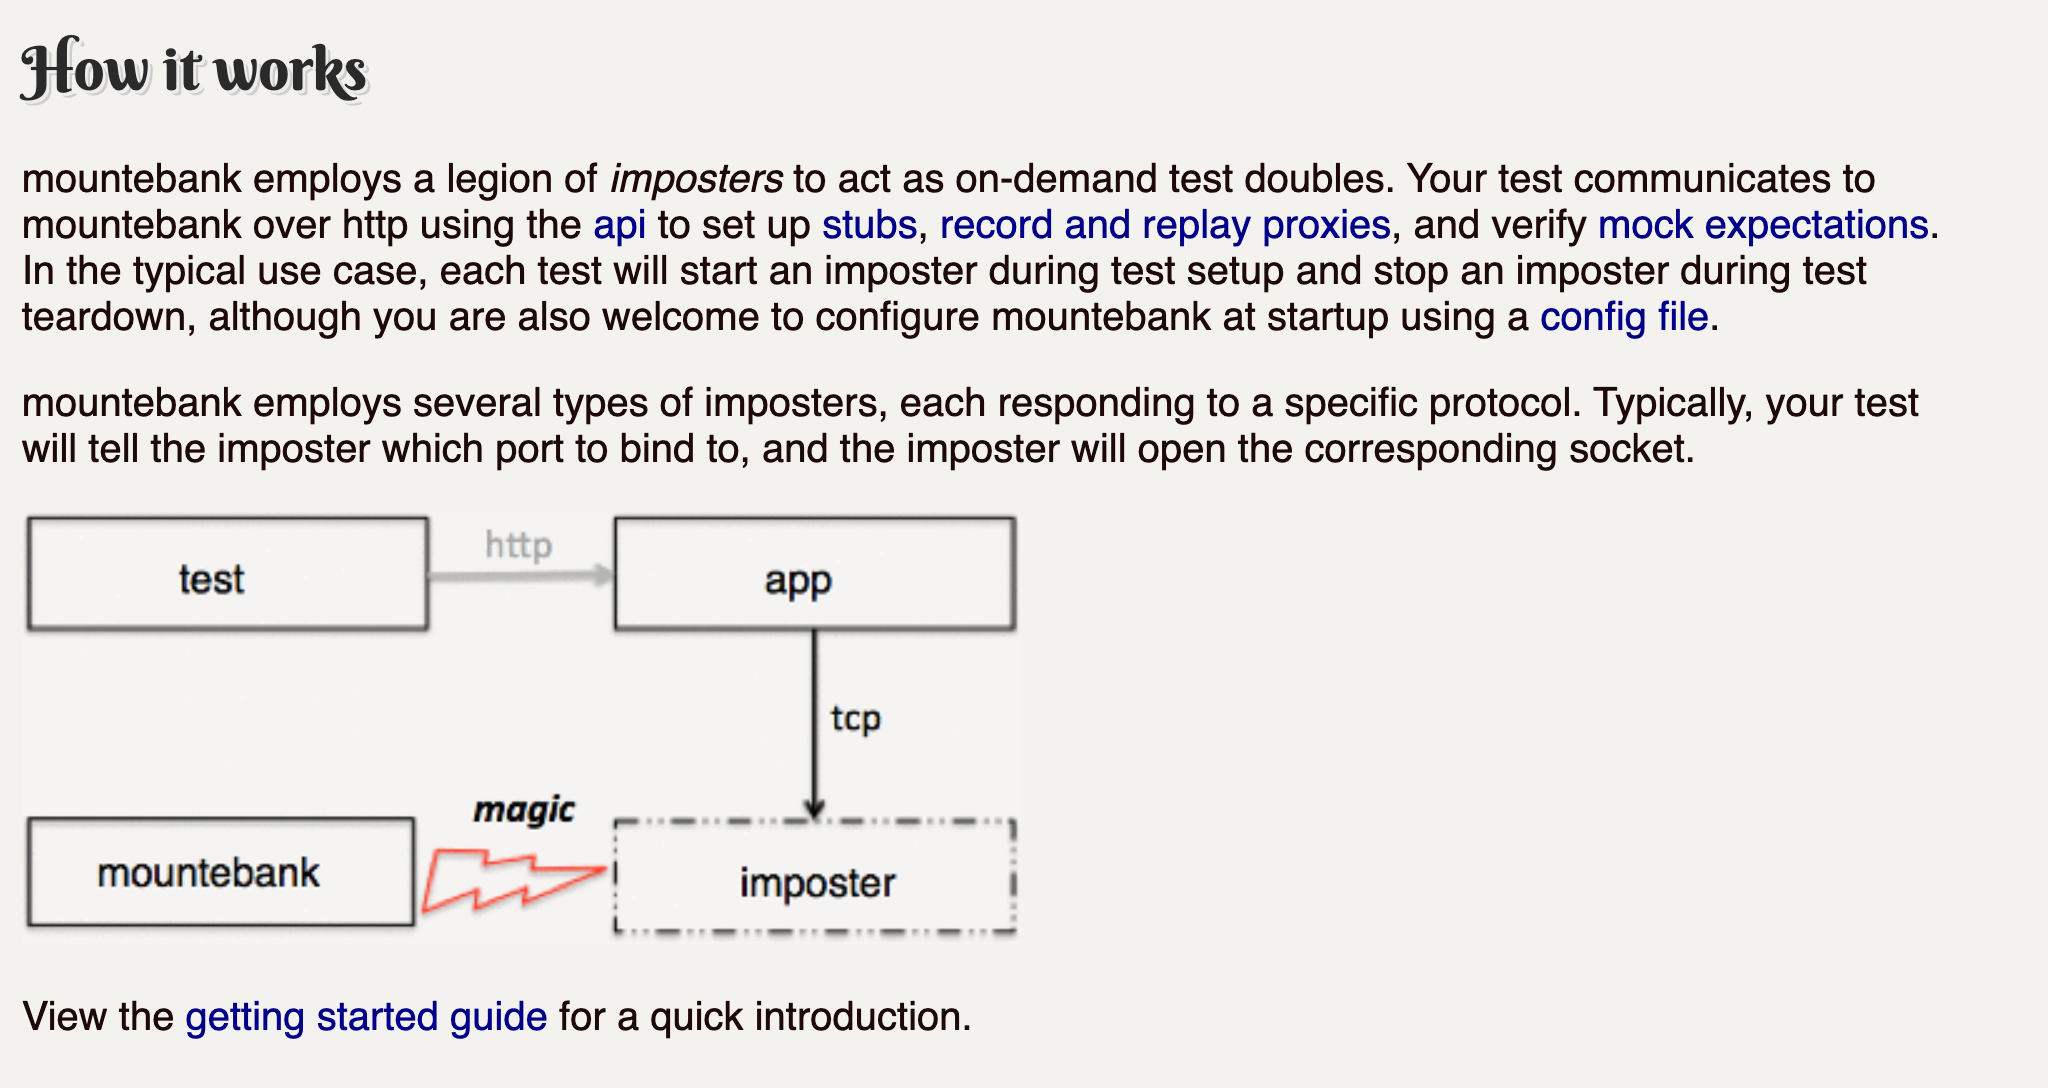 How it works
mountebank employs a legion of imposters to act as on-demand test doubles. Your test communicates to
mountebank over http using the api to set up stubs, record and replay proxies, and verify mock expectations.
In the typical use case, each test will start an imposter during test setup and stop an imposter during test
teardown, although you are also welcome to configure mountebank at startup using a config file.
mountebank employs several types of imposters, each responding to a specific protocol. Typically, your test
will tell the imposter which port to bind to, and the imposter will open the corresponding socket.
test
http
app
tcp
magic
mountebank
imposter
View the getting started guide for a quick introduction.